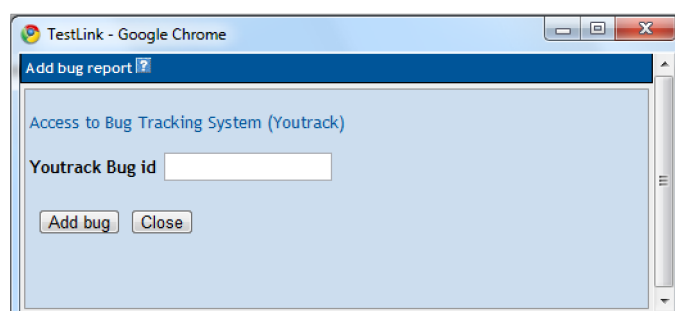 TestLink - Google Chrome
Add bug report ?
Access to Bug Tracking System (Youtrack)
Youtrack Bug id
Add bug Close